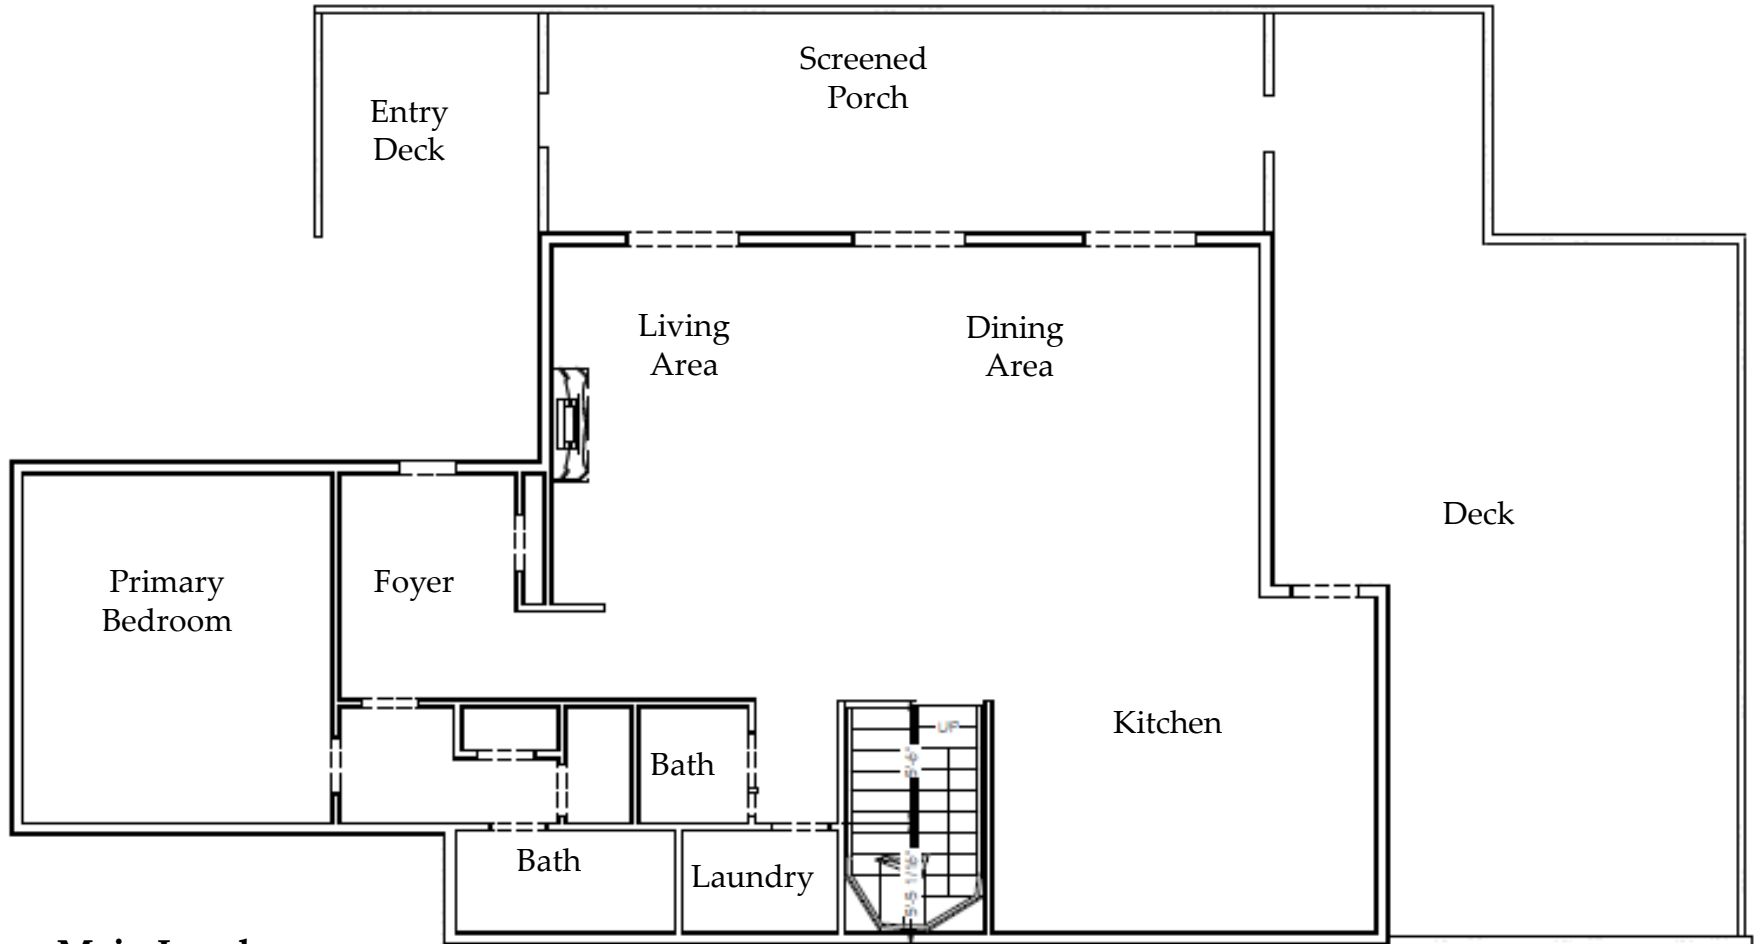 Screened
Porch
Entry
Deck
Living
Area
Dining
Area
Deck
Primary
Bedroom
Foyer
Kitchen
UP
Bath
Bath
Laundry
Main Level